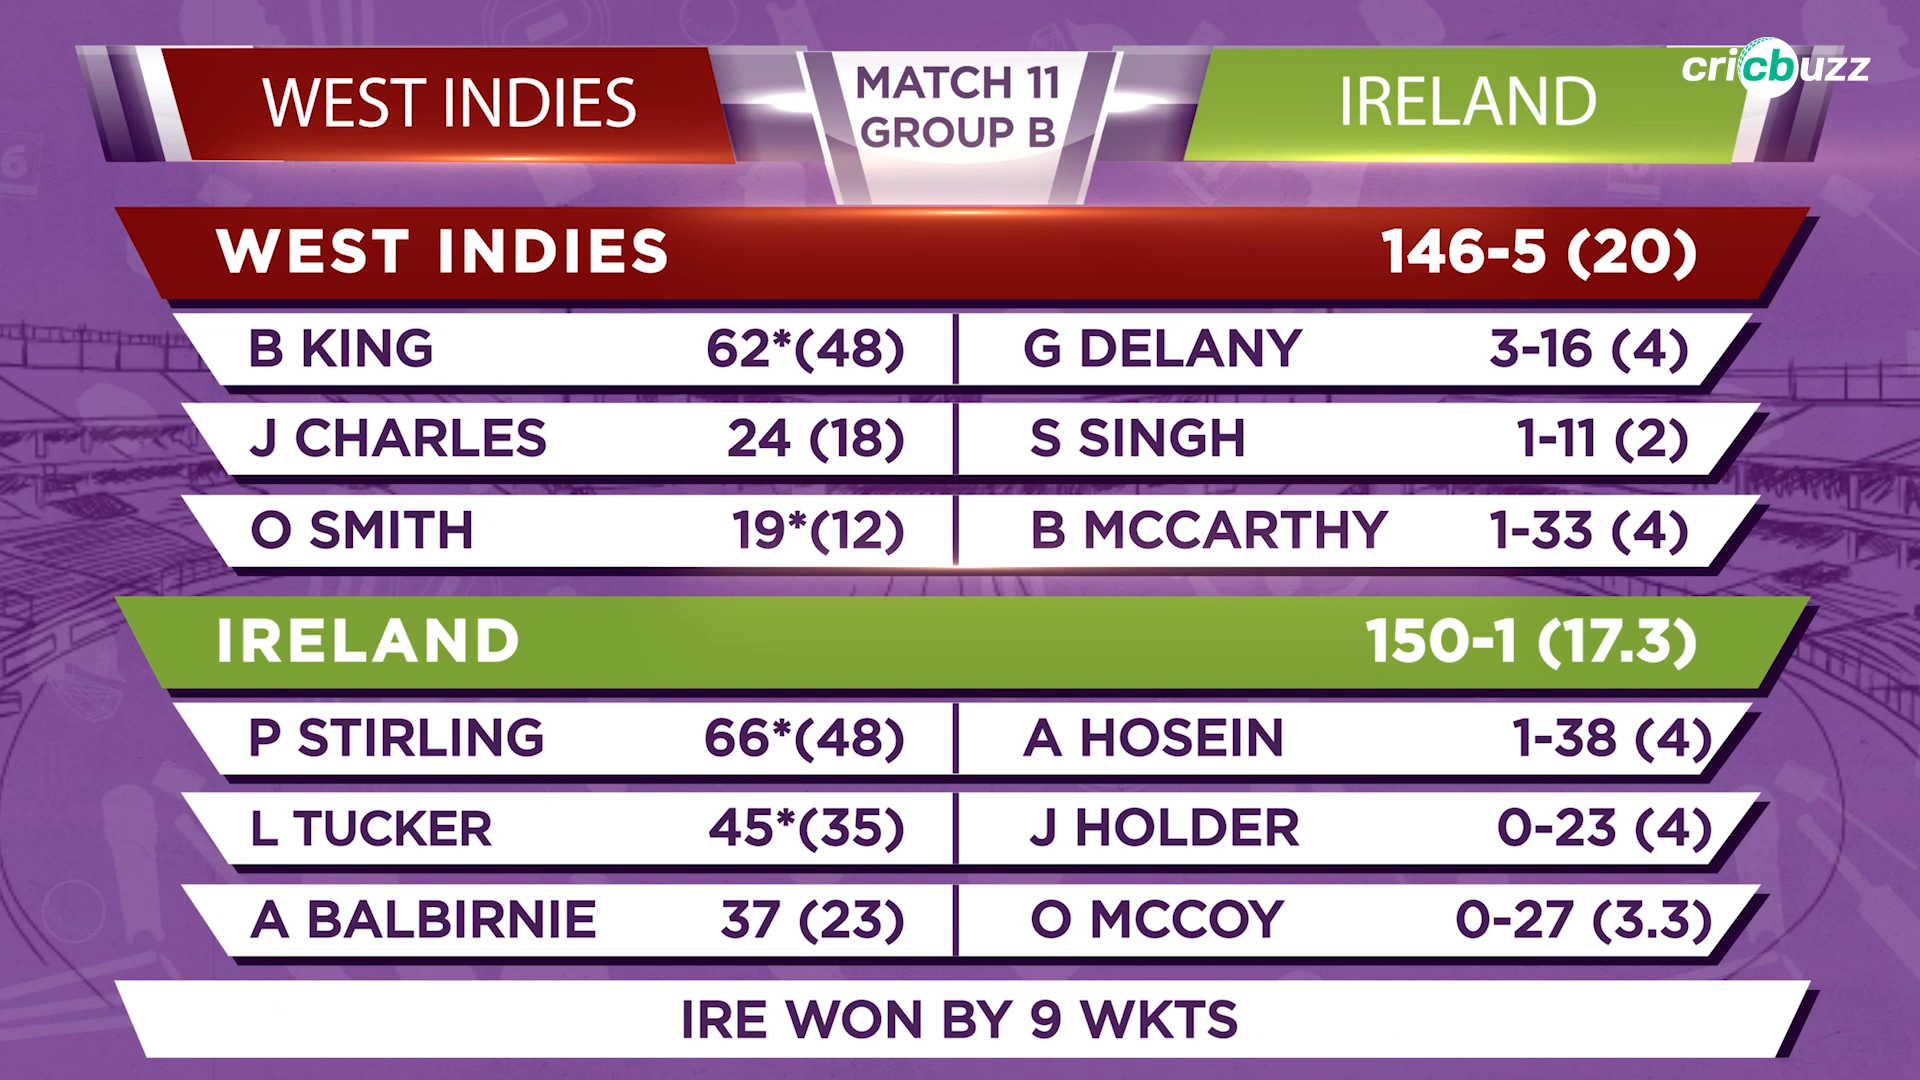 WEST INDIES
MATCH 11
GROUP B
IRELAND
cricbuzz
WEST INDIES 146-5 (20)
B KING 62*(48) G DELANY 3-16 (4)
J CHARLES 24 (18) S SINGH 1-11 (2)
O SMITH 19*(12) B MCCARTHY 1-33 (4)
IRELAND 150-1 (17.3)
P STIRLING 66*(48) A HOSEIN 1-38 (4)
L TUCKER 45*(35) J HOLDER 0-23 (4)
A BALBIRNIE 37 (23) O MCCOY 0-27 (3.3)
IRE WON BY 9 WKTS